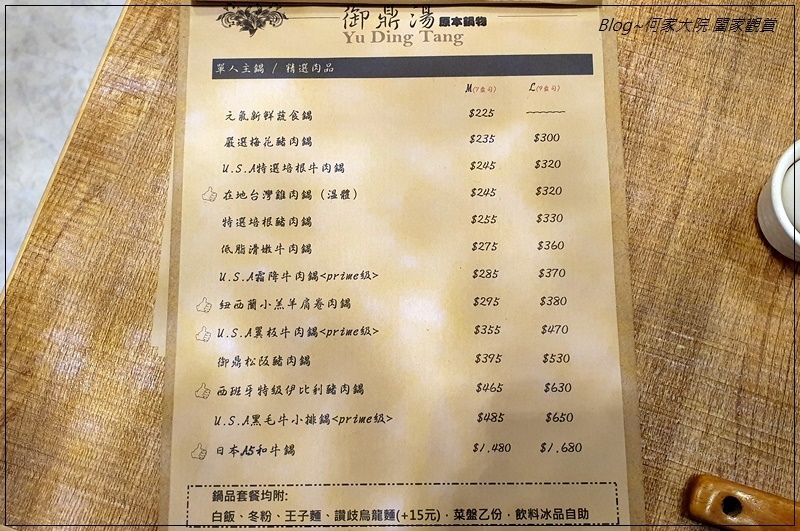 Blog~何家大院 闔家觀賞
御鼎湯 原本鍋物
Yu Ding Tang
單人主鍋 / 精選肉品
M(7盎司) L(9盎司)
元氣新鮮蔬食鍋 $225
嚴選梅花豬肉鍋 $235 $300
U.S.A特選培根牛肉鍋 $245 $320
在地台灣雞肉鍋 (溫體) $245 $320
特選培根豬肉鍋 $255 $330
低脂滑嫩牛肉鍋 $275 $360
U.S.A霜降牛肉鍋<prime級> $285 $370
紐西蘭小羔羊肩卷肉鍋 $295 $380
U.S.A翼板牛肉鍋<prime級> $355 $470
御鼎松阪豬肉鍋 $395 $530
西班牙特級伊比利豬肉鍋 $465 $630
U.S.A黑毛牛小排鍋<prime級> $485 $650
日本A5和牛鍋 $1,480 $1,680
鍋品套餐均附:
白飯、冬粉、王子麵、讚歧烏龍麵(+15元)．菜盤乙份．飲料冰品自助